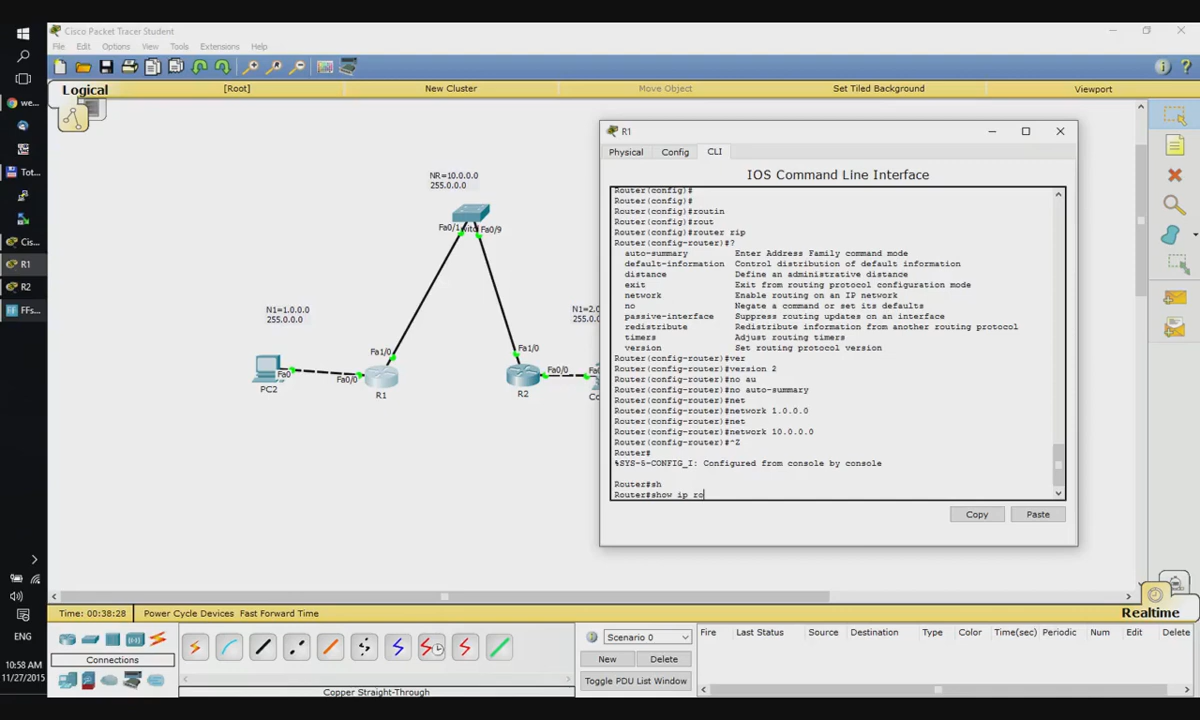 Cisco Packet Tracer Student
File Edit Options View Tools Extensions Help
Logical
[Root]
New Cluster
Move Object
Set Tiled Background
Viewport
we...
Tot...
Cis...
R1
R2
FFs...
NR=10.0.0.0
255.0.0.0
Fa0/1
Fa0/9
N1=1.0.0.0
255.0.0.0
N1=2.0
255.0.
Fa1/0
Fa1/0
Fa0
Fa0/0
Fa0/0
PC2
R1
R2
Co
R1
Physical Config CLI
IOS Command Line Interface
Router(config)#
Router(config)#
Router(config)#routin
Router(config)#rout
Router(config)#router rip
Router(config-router)#?
auto-summary Enter Address Family command mode
default-information Control distribution of default information
distance Define an administrative distance
exit Exit from routing protocol configuration mode
network Enable routing on an IP network
no Negate a command or set its defaults
passive-interface Suppress routing updates on an interface
redistribute Redistribute information from another routing protocol
timers Adjust routing timers
version Set routing protocol version
Router(config-router)#ver
Router(config-router)#version 2
Router(config-router)#no au
Router(config-router)#no auto-summary
Router(config-router)#net
Router(config-router)#network 1.0.0.0
Router(config-router)#net
Router(config-router)#network 10.0.0.0
Router(config-router)#^Z
Router#
%SYS-5-CONFIG_I: Configured from console by console
Router#sh
Router#show ip ro
Copy
Paste
ENG
10:58 AM
11/27/2015
Time: 00:38:28
Power Cycle Devices Fast Forward Time
Realtime
Connections
Copper Straight-Through
Scenario 0
New
Delete
Toggle PDU List Window
Fire Last Status Source Destination Type Color Time(sec) Periodic Num Edit Delete